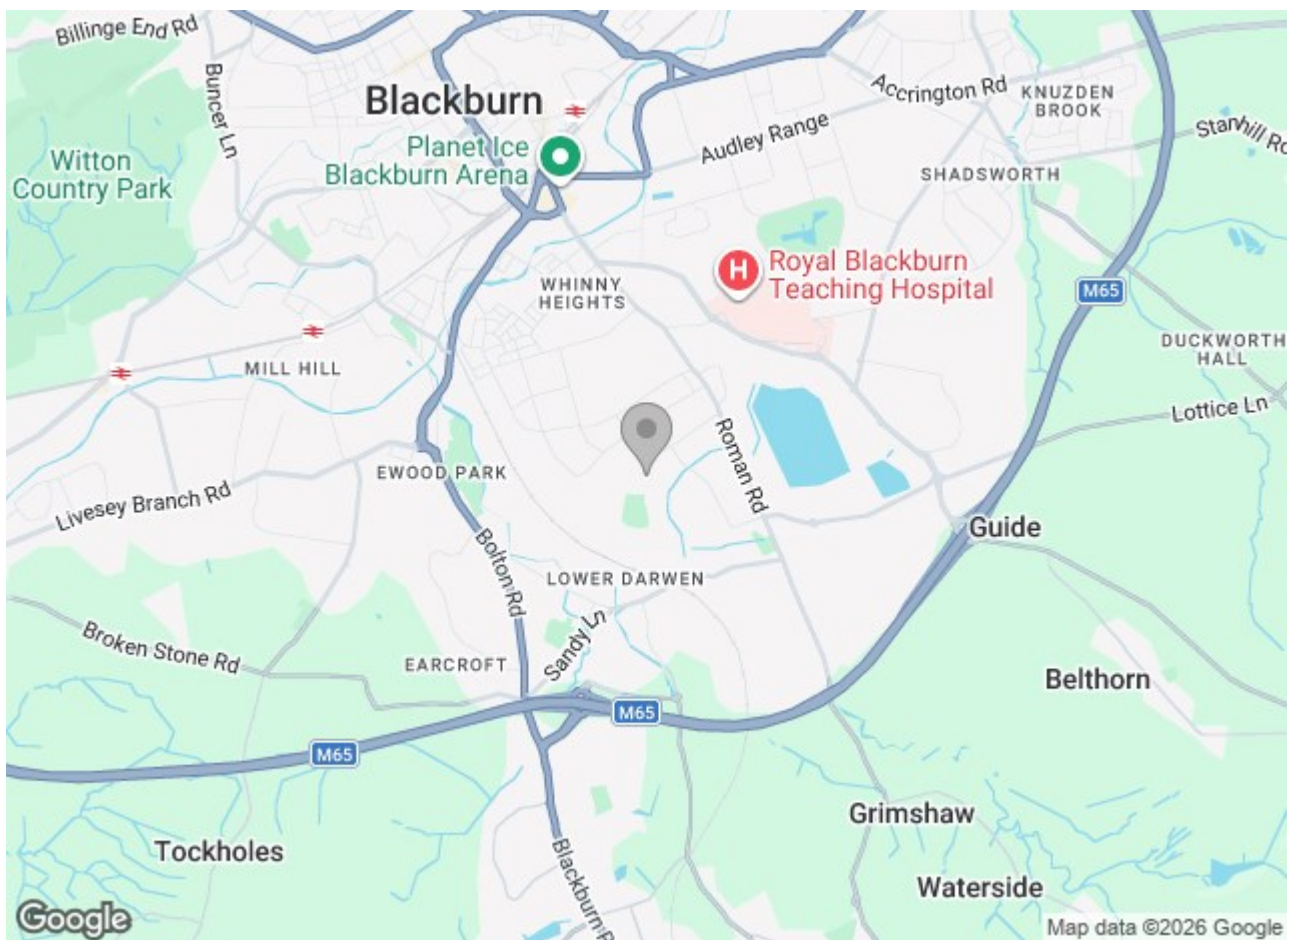 Billinge End Rd
Buncer Ln
Blackburn
Planet Ice
Blackburn Arena
Audley Range
Accrington Rd
KNUZDEN
BROOK
Stanhill Ro
SHADSWORTH
Witton
Country Park
WHINNY
HEIGHTS
H
Royal Blackburn
Teaching Hospital
M65
DUCKWORTH
HALL
Lottice Ln
MILL HILL
EWOOD PARK
Roman Rd
Livesey Branch Rd
Guide
Bolton Rd
LOWER DARWEN
Sandy Ln
Broken Stone Rd
EARCROFT
Belthorn
M65
M65
Grimshaw
Tockholes
Blackburn R
Waterside
Google
Map data ©2026 Google